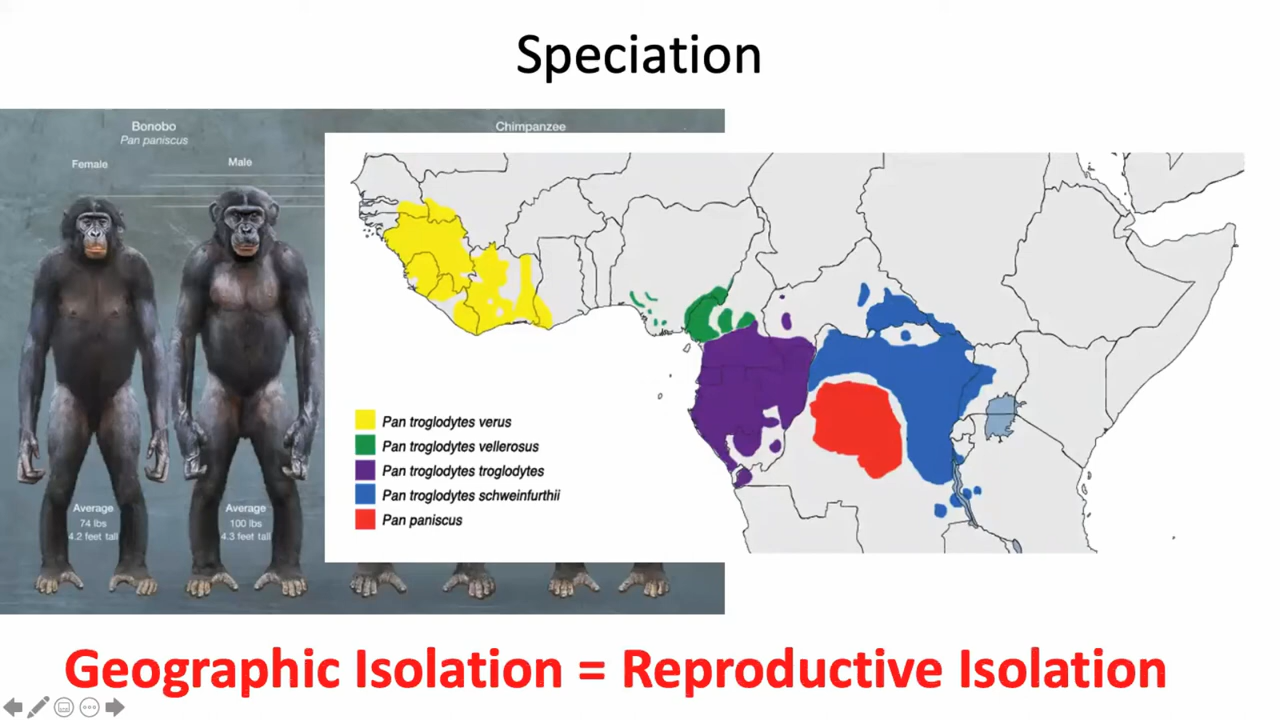 Speciation
Bonobo
Pan paniscus
Chimpanzee
Female
Male
Average
74 lbs
4.2 feet tall
Average
100 lbs
4.3 feet tall
Pan troglodytes verus
Pan troglodytes vellerosus
Pan troglodytes troglodytes
Pan troglodytes schweinfurthii
Pan paniscus
Geographic Isolation = Reproductive Isolation